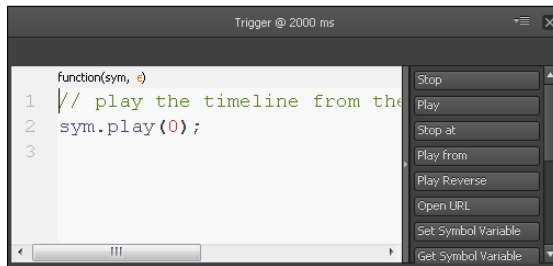 Trigger @ 2000 ms
function(sym, e)
1 // play the timeline from the
2 sym.play(0);
3
Stop
Play
Stop at
Play from
Play Reverse
Open URL
Set Symbol Variable
Get Symbol Variable